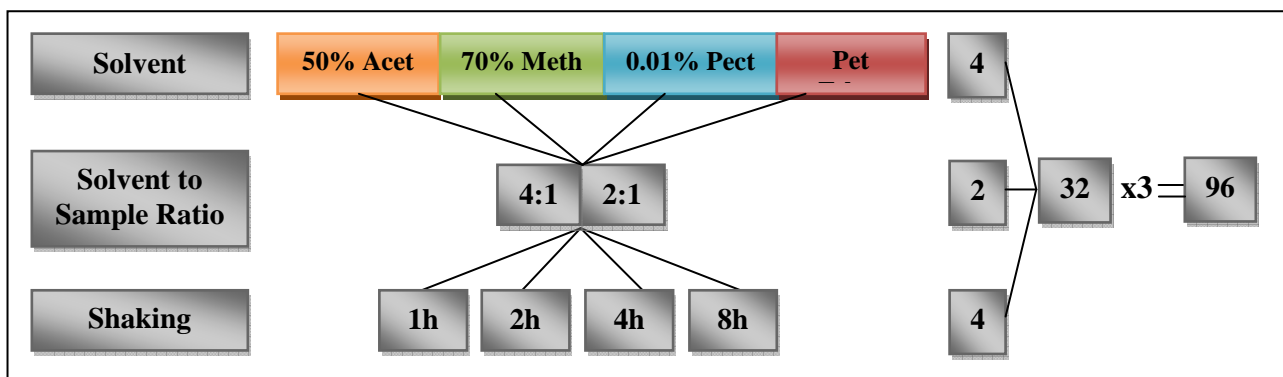 Solvent
50% Acet
70% Meth
0.01% Pect
Pet
4
Solvent to
Sample Ratio
4:1
2:1
2
32
x3
96
Shaking
1h
2h
4h
8h
4